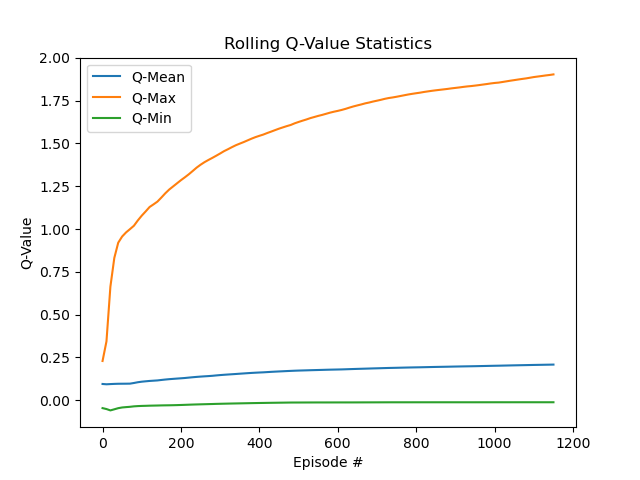 Rolling Q-Value Statistics
Q-Mean
Q-Max
Q-Min
2.00
1.75
1.50
1.25
1.00
0.75
0.50
0.25
0.00
Q-Value
0 200 400 600 800 1000 1200
Episode #